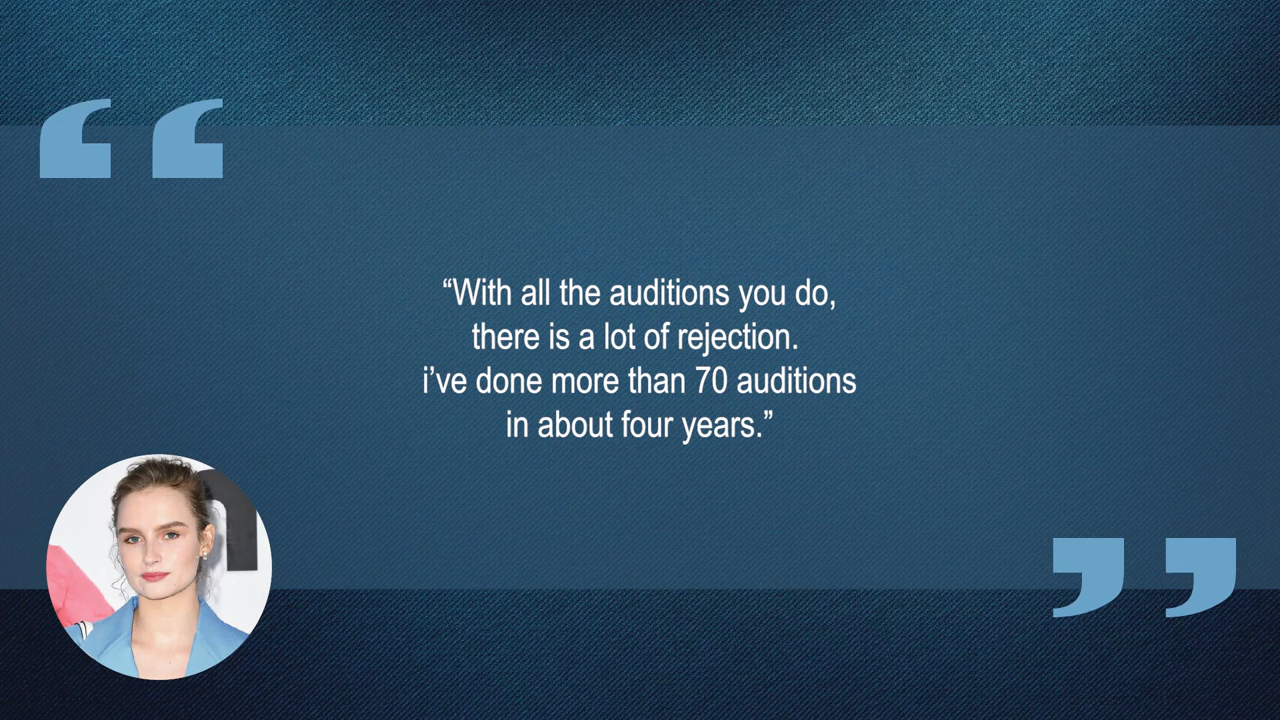 “With all the auditions you do,
there is a lot of rejection.
i’ve done more than 70 auditions
in about four years.”